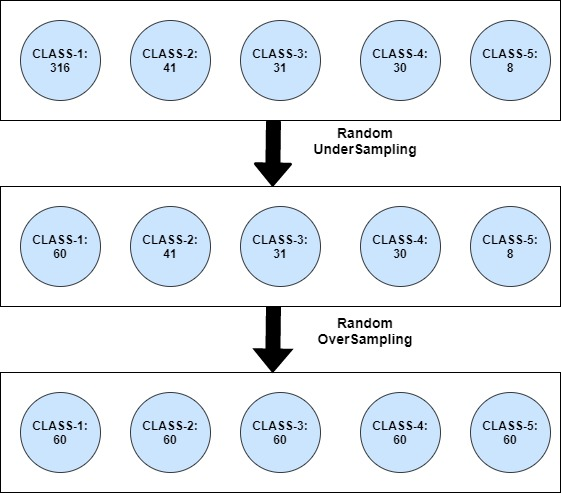 CLASS-1:
316
CLASS-2:
41
CLASS-3:
31
CLASS-4:
30
CLASS-5:
8
Random
UnderSampling
CLASS-1:
60
CLASS-2:
41
CLASS-3:
31
CLASS-4:
30
CLASS-5:
8
Random
OverSampling
CLASS-1:
60
CLASS-2:
60
CLASS-3:
60
CLASS-4:
60
CLASS-5:
60